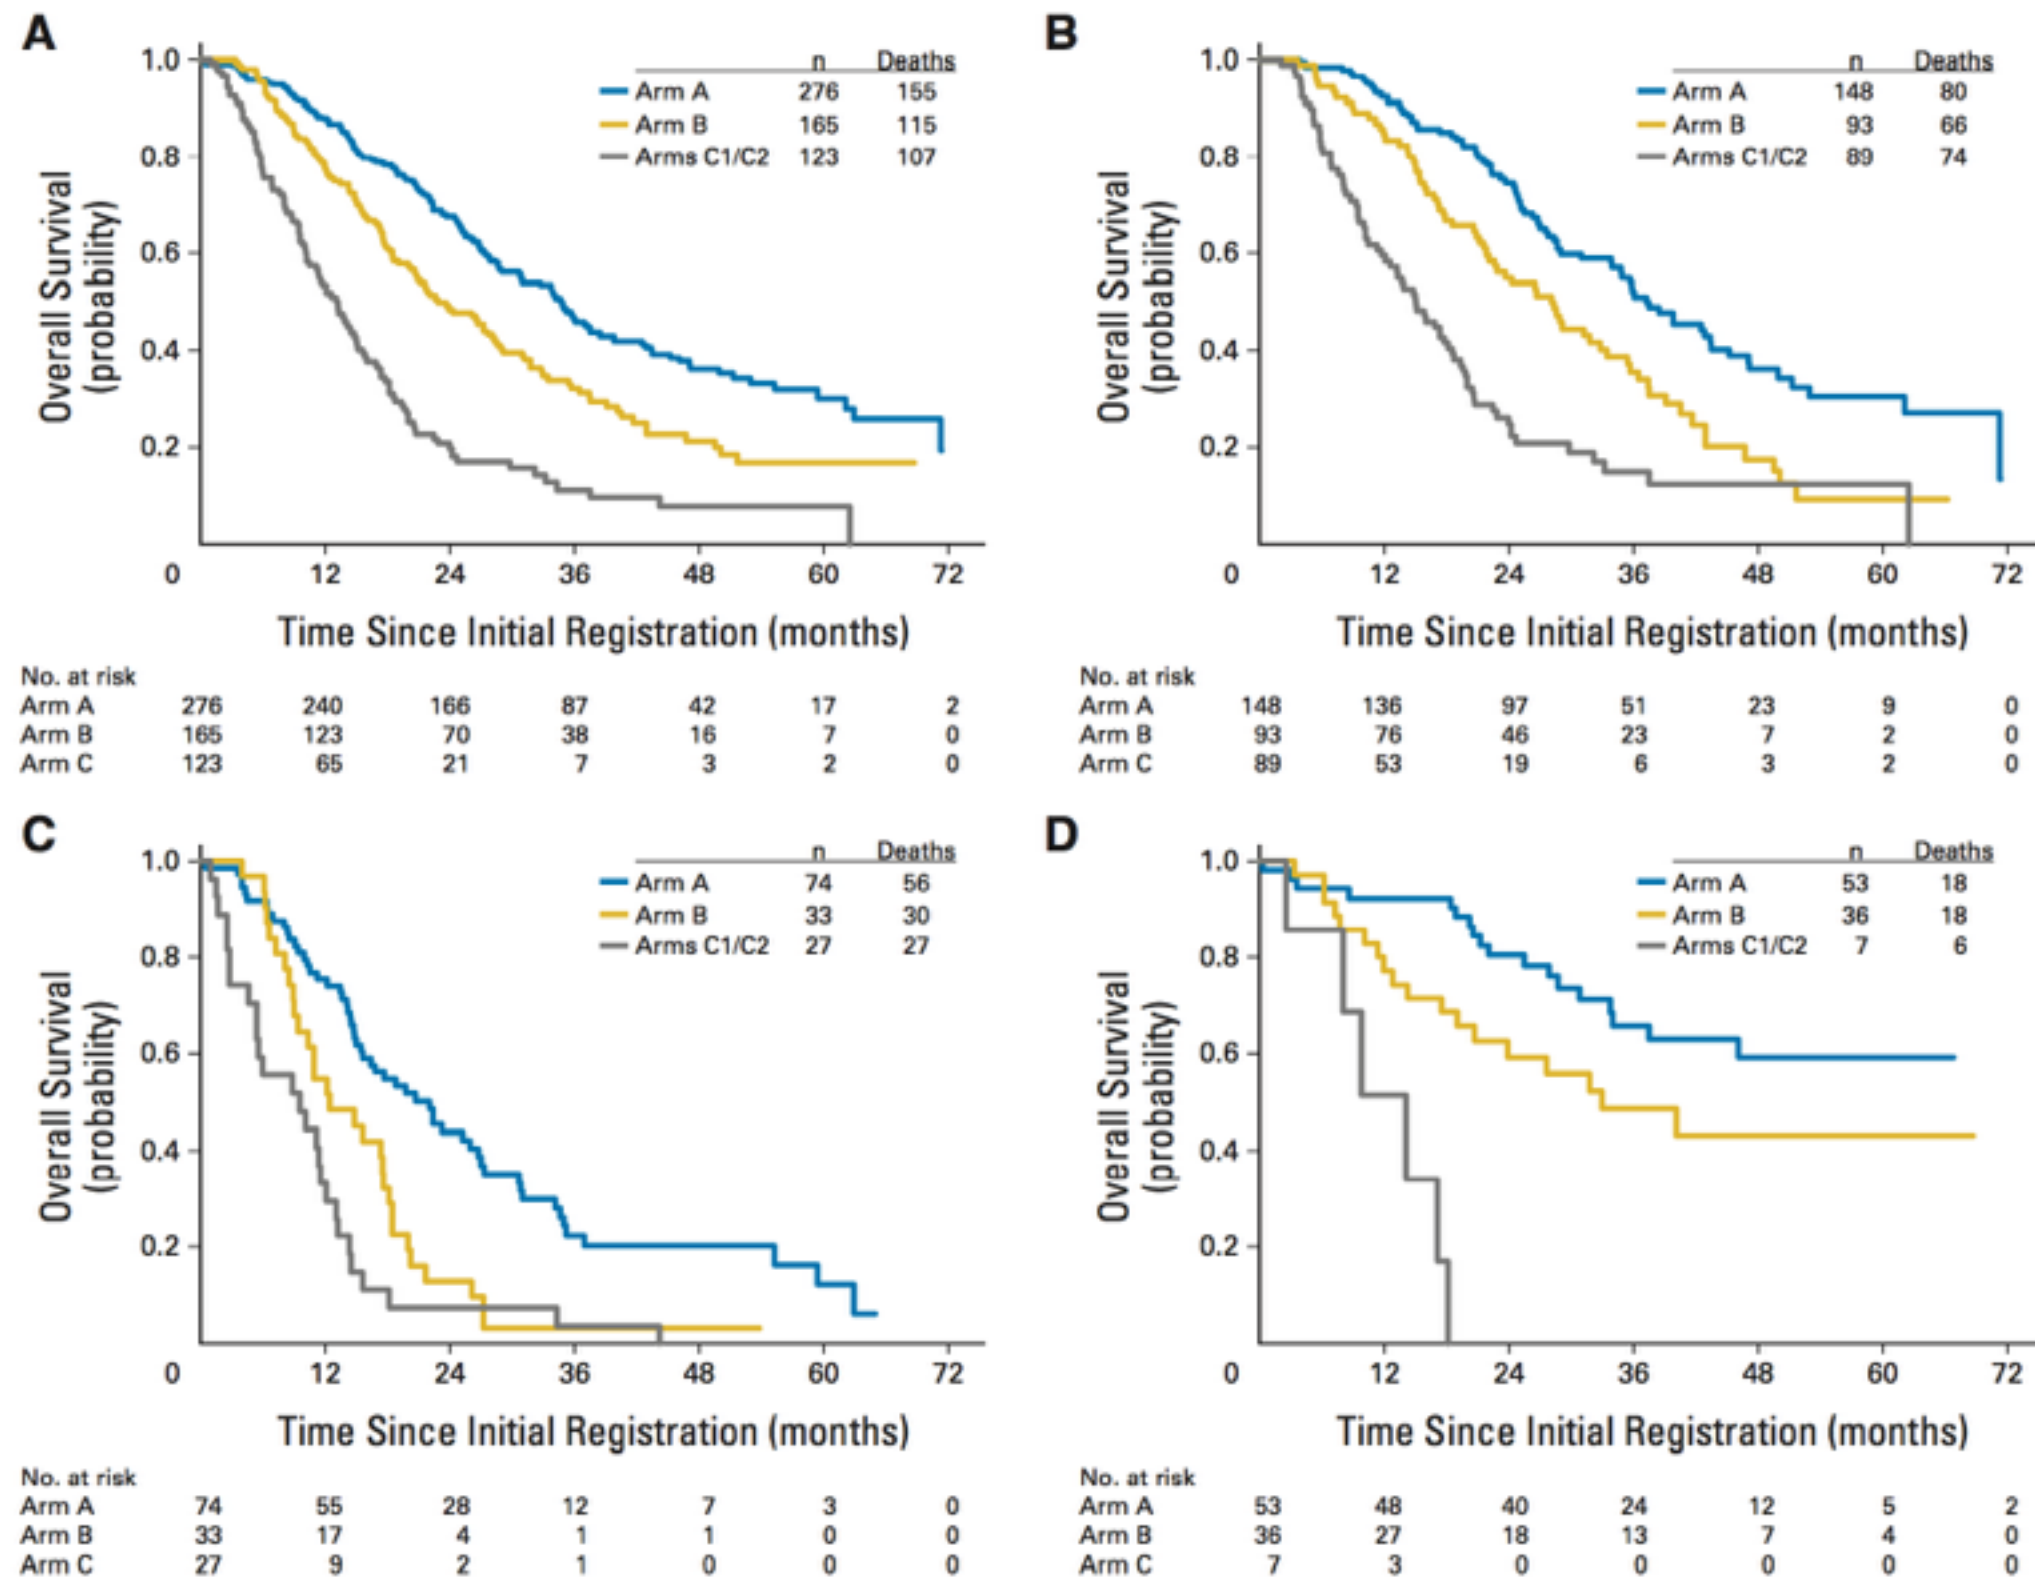 A
Overall Survival
(probability)
1.0
0.8
0.6
0.4
0.2
n Deaths
Arm A 276 155
Arm B 165 115
Arms C1/C2 123 107
0 12 24 36 48 60 72
Time Since Initial Registration (months)
No. at risk
Arm A 276 240 166 87 42 17 2
Arm B 165 123 70 38 16 7 0
Arm C 123 65 21 7 3 2 0
B
Overall Survival
(probability)
1.0
0.8
0.6
0.4
0.2
n Deaths
Arm A 148 80
Arm B 93 66
Arms C1/C2 89 74
0 12 24 36 48 60 72
Time Since Initial Registration (months)
No. at risk
Arm A 148 136 97 51 23 9 0
Arm B 93 76 46 23 7 2 0
Arm C 89 53 19 6 3 2 0
C
Overall Survival
(probability)
1.0
0.8
0.6
0.4
0.2
n Deaths
Arm A 74 56
Arm B 33 30
Arms C1/C2 27 27
0 12 24 36 48 60 72
Time Since Initial Registration (months)
No. at risk
Arm A 74 55 28 12 7 3 0
Arm B 33 17 4 1 1 0 0
Arm C 27 9 2 1 0 0 0
D
Overall Survival
(probability)
1.0
0.8
0.6
0.4
0.2
n Deaths
Arm A 53 18
Arm B 36 18
Arms C1/C2 7 6
0 12 24 36 48 60 72
Time Since Initial Registration (months)
No. at risk
Arm A 53 48 40 24 12 5 2
Arm B 36 27 18 13 7 4 0
Arm C 7 3 0 0 0 0 0